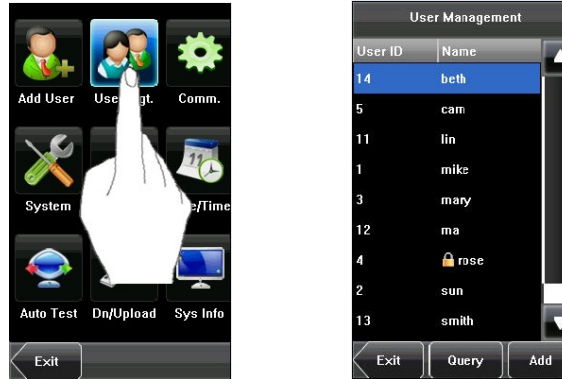 Add User
Use gt.
Comm.
System
e/Time
Auto Test
Dn/Upload
Sys Info
Exit
User Management
User ID Name
14 beth
5 cam
11 lin
1 mike
3 mary
12 ma
4 rose
2 sun
13 smith
Exit Query Add